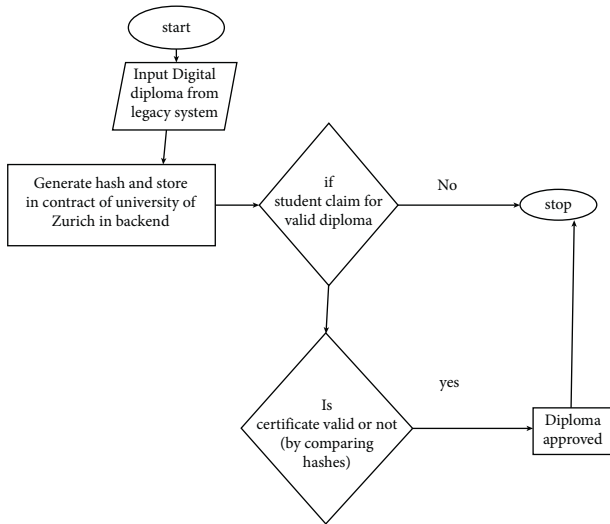 start
Input Digital
diploma from
legacy system
Generate hash and store
in contract of university of
Zurich in backend
if
student claim for
valid diploma
No
stop
Is
certificate valid or not
(by comparing
hashes)
yes
Diploma
approved